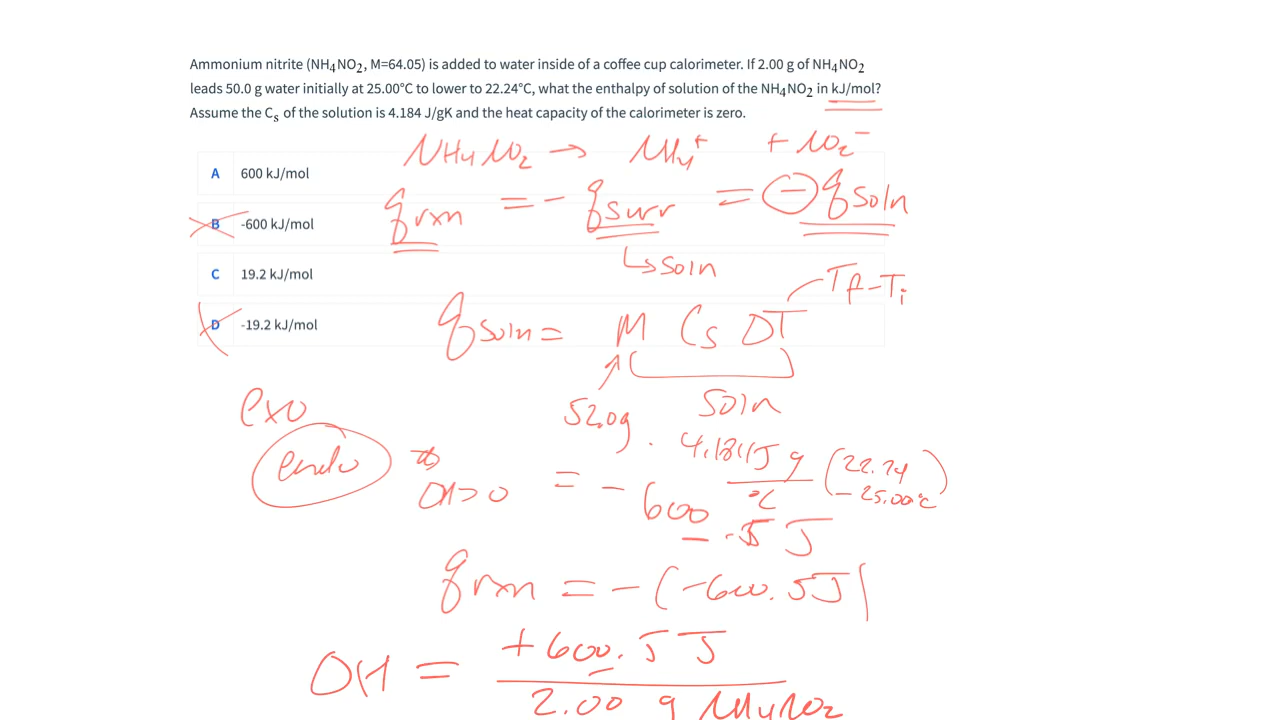 Ammonium nitrite (NH4NO2, M=64.05) is added to water inside of a coffee cup calorimeter. If 2.00 g of NH4NO2
leads 50.0 g water initially at 25.00°C to lower to 22.24°C, what the enthalpy of solution of the NH4NO2 in kJ/mol?
Assume the Cs of the solution is 4.184 J/gK and the heat capacity of the calorimeter is zero.
NH4NO2 → NH4+ + NO2−
A 600 kJ/mol
B -600 kJ/mol
qrxn = - qsurr = - qsoln
↳ soln
C 19.2 kJ/mol
Tf - Ti
D -19.2 kJ/mol
qsoln = M Cs DT
exo
52.0g . soln
endo
4.184 J g / °C (22.24 - 25.00°C)
DH > 0 = - 600.5 J
qrxn = - (-600.5J)
DH = +600.5 J
2.00 g NH4NO2